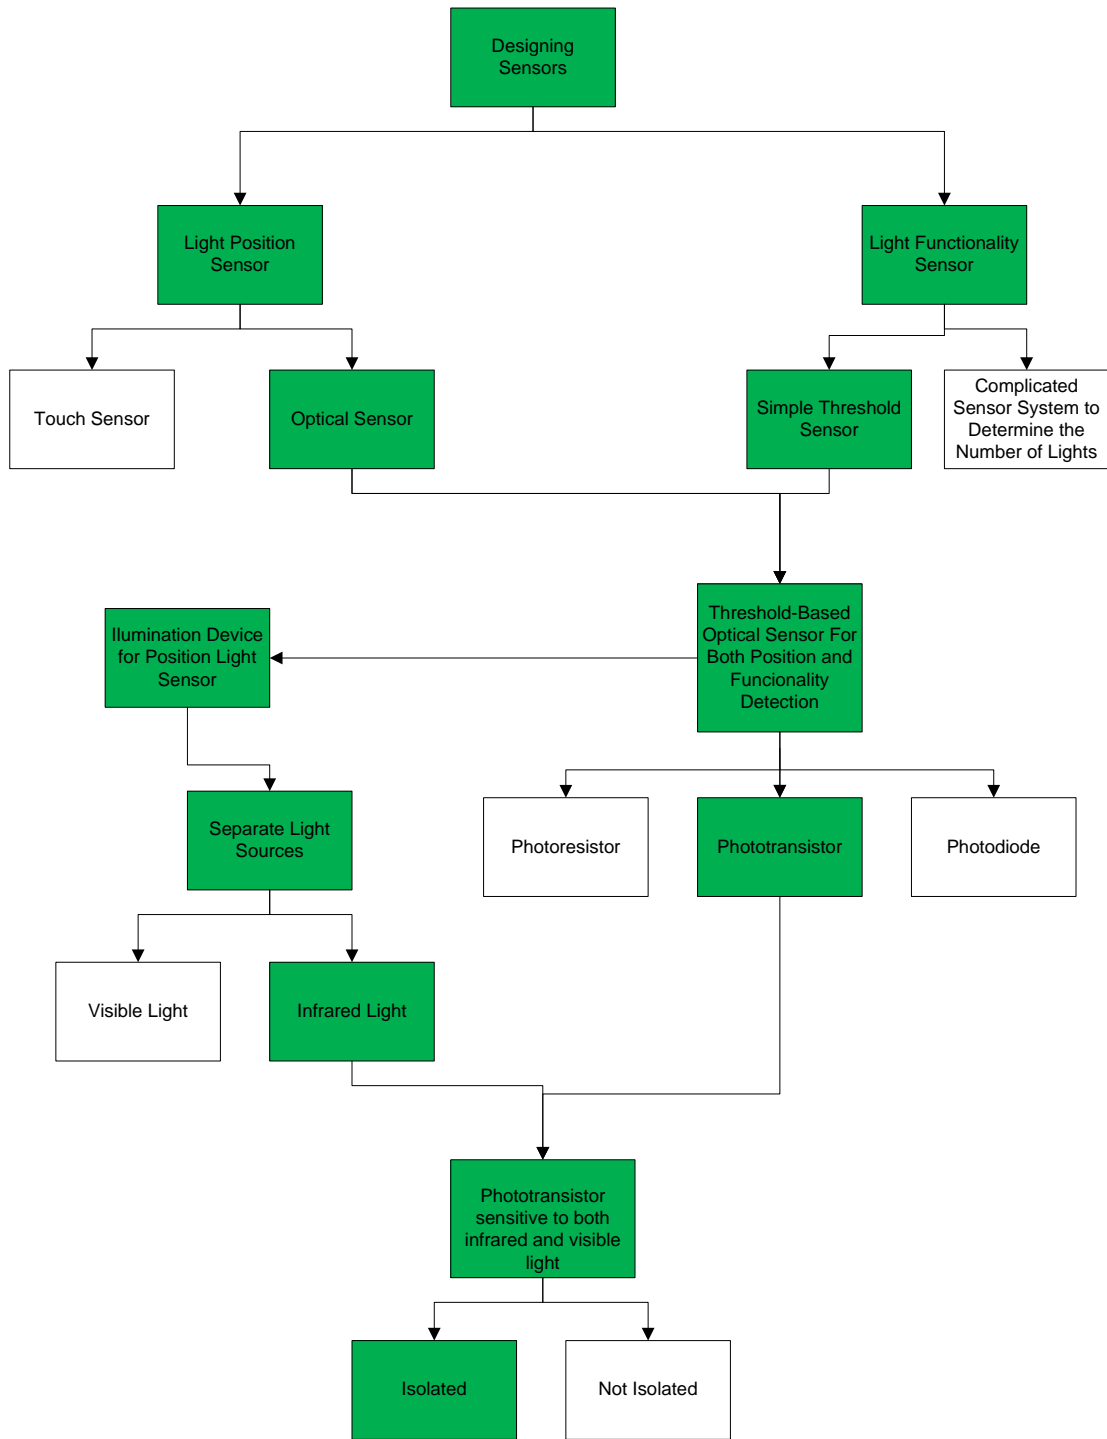 Designing
Sensors
Light Position
Sensor
Light Functionality
Sensor
Touch Sensor
Optical Sensor
Simple Threshold
Sensor
Complicated
Sensor System to
Determine the
Number of Lights
Ilumination Device
for Position Light
Sensor
Threshold-Based
Optical Sensor For
Both Position and
Funcionality
Detection
Separate Light
Sources
Photoresistor
Phototransistor
Photodiode
Visible Light
Infrared Light
Phototransistor
sensitive to both
infrared and visible
light
Isolated
Not Isolated